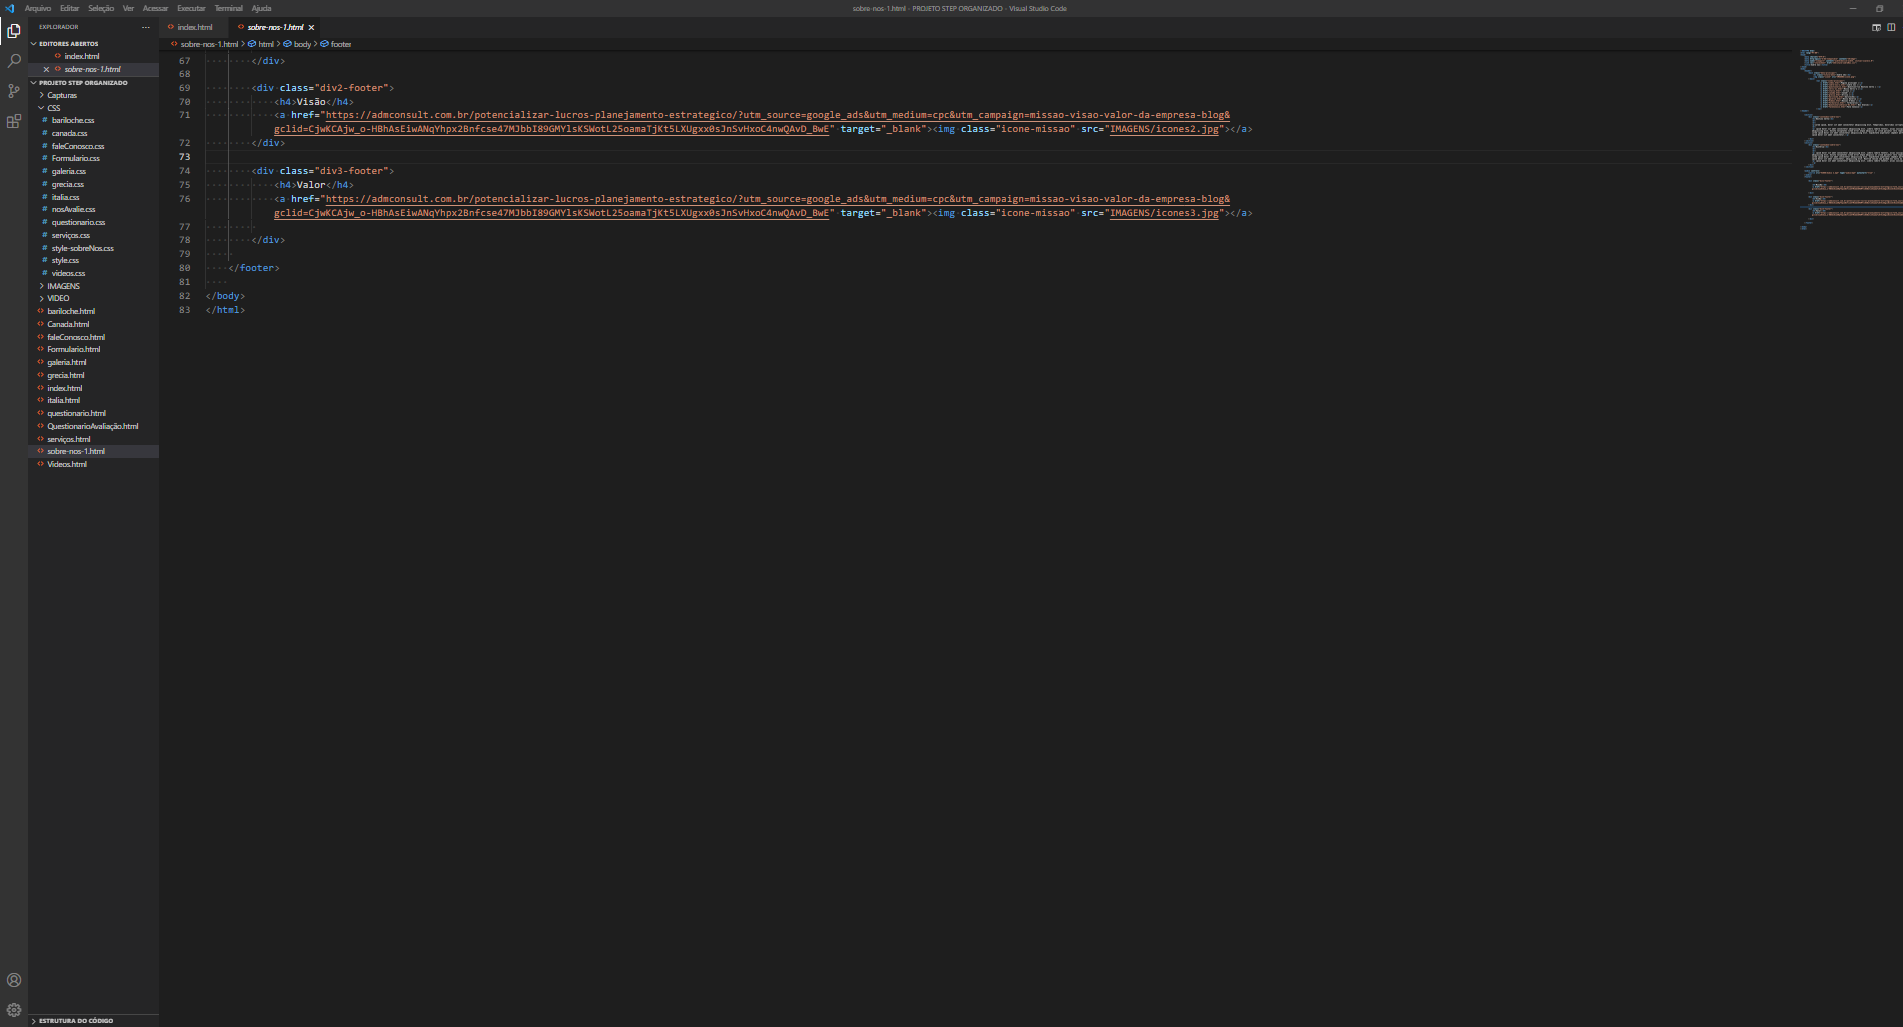 Arquivo Editar Seleção Ver Acessar Executar Terminal Ajuda
sobre-nos-1.html - PROJETO STEP ORGANIZADO - Visual Studio Code
EXPLORADOR
EDITORES ABERTOS
index.html
sobre-nos-1.html
PROJETO STEP ORGANIZADO
Capturas
CSS
bariloche.css
canada.css
faleConosco.css
Formulario.css
galeria.css
grecia.css
italia.css
nosAvalie.css
questionario.css
serviços.css
style-sobreNos.css
style.css
videos.css
IMAGENS
VIDEO
bariloche.html
Canada.html
faleConosco.html
Formulario.html
galeria.html
grecia.html
index.html
italia.html
questionario.html
QuestionarioAvaliação.html
serviços.html
sobre-nos-1.html
Videos.html
ESTRUTURA DO CÓDIGO
index.html sobre-nos-1.html
sobre-nos-1.html > html > body > footer
67 </div>
68
69 <div class="div2-footer">
70 <h4>Visão</h4>
71 <a href="https://admconsult.com.br/potencializar-lucros-planejamento-estrategico/?utm_source=google_ads&utm_medium=cpc&utm_campaign=missao-visao-valor-da-empresa-blog&
gclid=CjwKCAjw_o-HBhAsEiwANqYhpx2Bnfcse47MJbbI89GMYlsKSWotL25oamaTjKt5LXUgxx0sJnSvHxoC4nwQAvD_BwE" target="_blank"><img class="icone-missao" src="IMAGENS/icones2.jpg"></a>
72 </div>
73
74 <div class="div3-footer">
75 <h4>Valor</h4>
76 <a href="https://admconsult.com.br/potencializar-lucros-planejamento-estrategico/?utm_source=google_ads&utm_medium=cpc&utm_campaign=missao-visao-valor-da-empresa-blog&
gclid=CjwKCAjw_o-HBhAsEiwANqYhpx2Bnfcse47MJbbI89GMYlsKSWotL25oamaTjKt5LXUgxx0sJnSvHxoC4nwQAvD_BwE" target="_blank"><img class="icone-missao" src="IMAGENS/icones3.jpg"></a>
77
78 </div>
79
80 </footer>
81
82 </body>
83 </html>